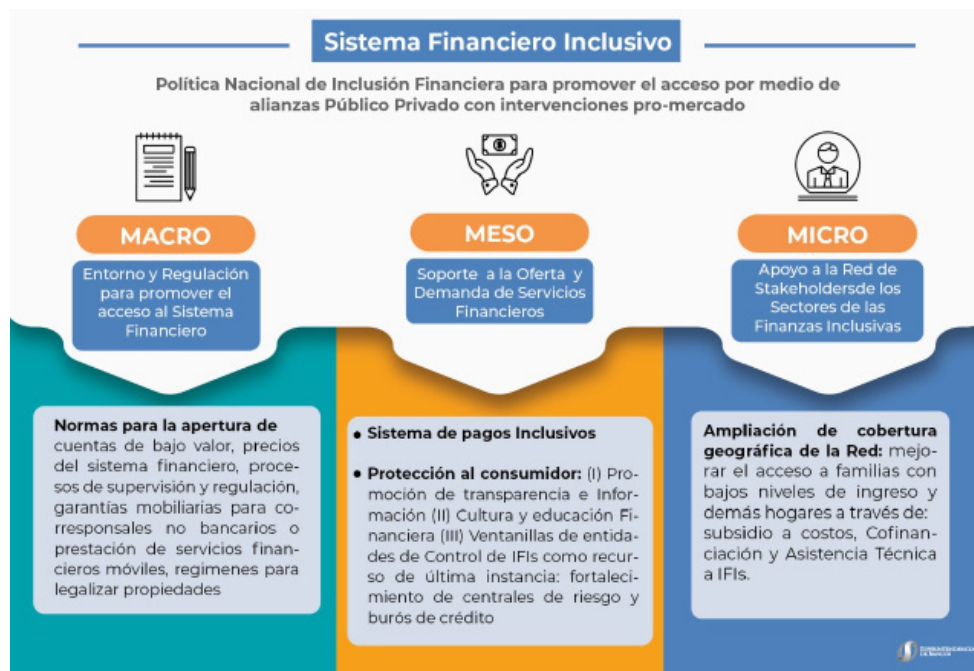 Sistema Financiero Inclusivo
Política Nacional de Inclusión Financiera para promover el acceso por medio de
alianzas Público Privado con intervenciones pro-mercado
MACRO
Entorno y Regulación
para promover el
acceso al Sistema
Financiero
Normas para la apertura de
cuentas de bajo valor, precios
del sistema financiero, proce-
sos de supervisión y regulación,
garantías mobiliarias para co-
rresponsales no bancarios o
prestación de servicios finan-
cieros móviles, regimenes para
legalizar propiedades
MESO
Soporte a la Oferta y
Demanda de Servicios
Financieros
● Sistema de pagos Inclusivos
● Protección al consumidor: (I) Pro-
moción de transparencia e Infor-
mación (II) Cultura y educación Fi-
nanciera (III) Ventanillas de entida-
des de Control de IFIs como recur-
so de última instancia: fortaleci-
miento de centrales de riesgo y
burós de crédito
MICRO
Apoyo a la Red de
Stakeholdersde los
Sectores de las
Finanzas Inclusivas
Ampliación de cobertura
geográfica de la Red: mejo-
rar el acceso a familias con
bajos niveles de ingreso y
demás hogares a través de:
subsidio a costos, Cofinan-
ciación y Asistencia Técnica
a IFIs.
SUPERINTENDENCIA
DE BANCOS